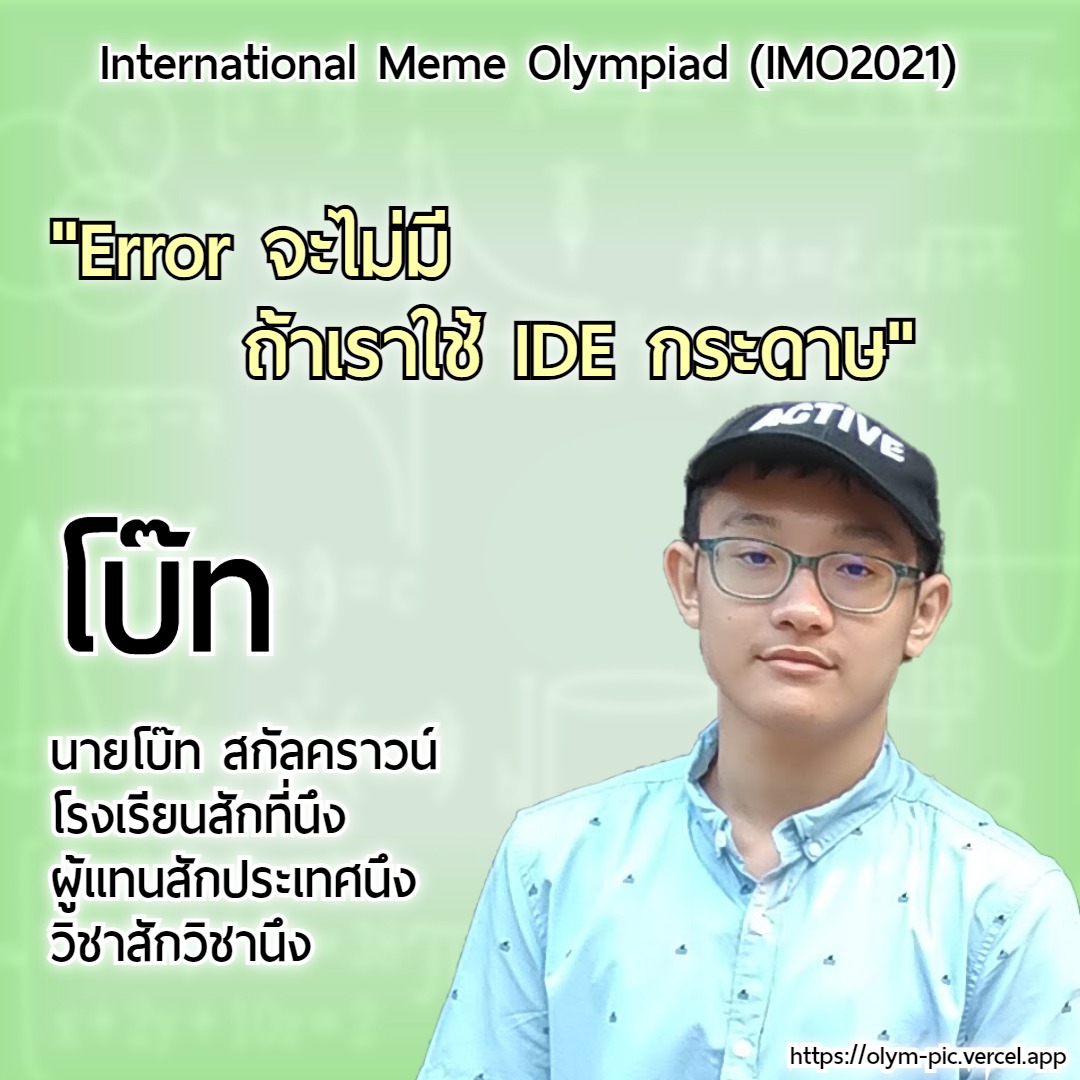 International Meme Olympiad (IMO2021)
"Error จะไม่มี
ถ้าเราใช้ IDE กระดาษ"
ACTIVE
โบ๊ท
นายโบ๊ท สกัลคราวน์
โรงเรียนสักที่นึง
ผู้แทนสักประเทศนึง
วิชาสักวิชานึง
https://olym-pic.vercel.app